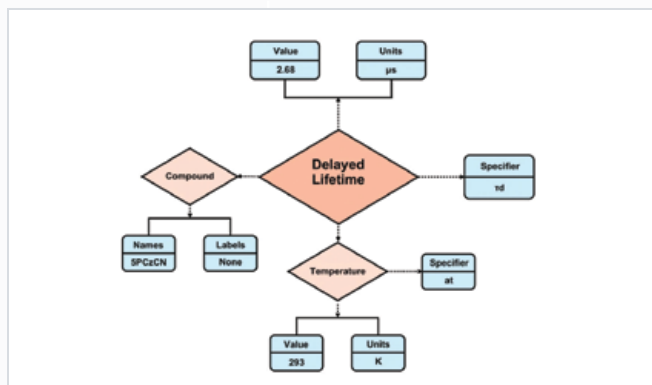 Value
2.68
Units
µs
Delayed
Lifetime
Compound
Specifier
τd
Names
5PCzCN
Labels
None
Temperature
Specifier
at
Value
293
Units
K